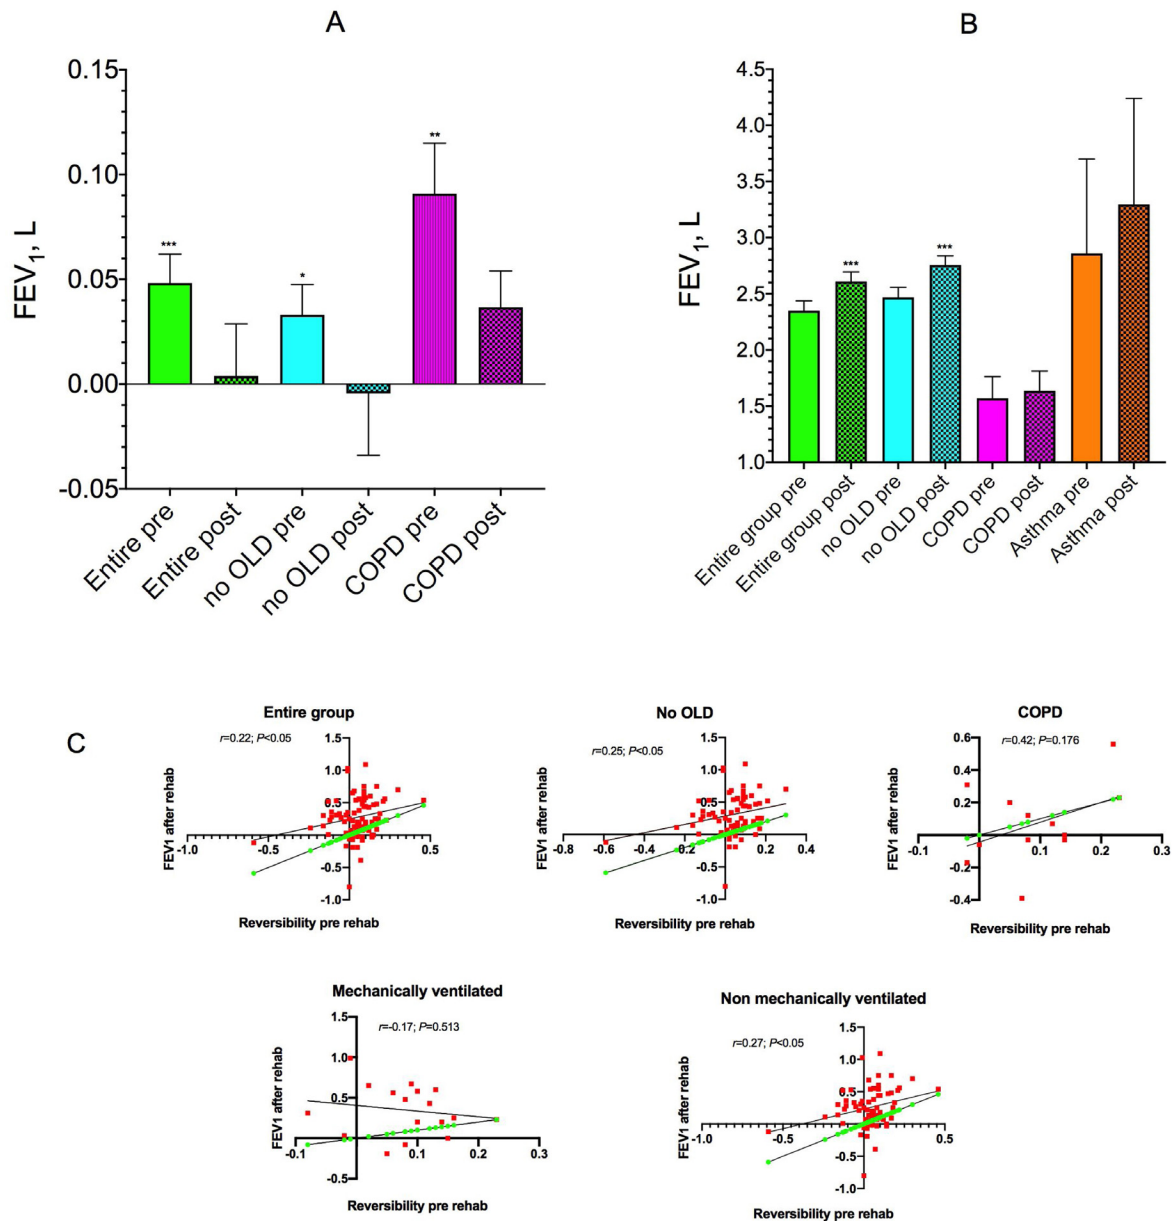 A
FEV1, L
0.15
0.10
0.05
0.00
-0.05
***
*
**
Entire pre
Entire post
no OLD pre
no OLD post
COPD pre
COPD post
B
FEV1, L
4.5
4.0
3.5
3.0
2.5
2.0
1.5
1.0
***
***
Entire group pre
Entire group post
no OLD pre
no OLD post
COPD pre
COPD post
Asthma pre
Asthma post
C
Entire group
r=0.22; P<0.05
FEV1 after rehab
1.5
1.0
0.5
-1.0
-0.5
0.5
-0.5
-1.0
Reversibility pre rehab
No OLD
r=0.25; P<0.05
FEV1 after rehab
1.5
1.0
0.5
-0.8
-0.6
-0.4
-0.2
0.2
0.4
-0.5
-1.0
Reversibility pre rehab
COPD
r=0.42; P=0.176
FEV1 after rehab
0.6
0.4
0.2
-0.1
0.1
0.2
0.3
-0.2
-0.4
Reversibility pre rehab
Mechanically ventilated
r=-0.17; P=0.513
FEV1 after rehab
1.5
1.0
0.5
-0.1
0.1
0.2
0.3
-0.5
Reversibility pre rehab
Non mechanically ventilated
r=0.27; P<0.05
FEV1 after rehab
1.5
1.0
0.5
-1.0
-0.5
0.5
-0.5
-1.0
Reversibility pre rehab